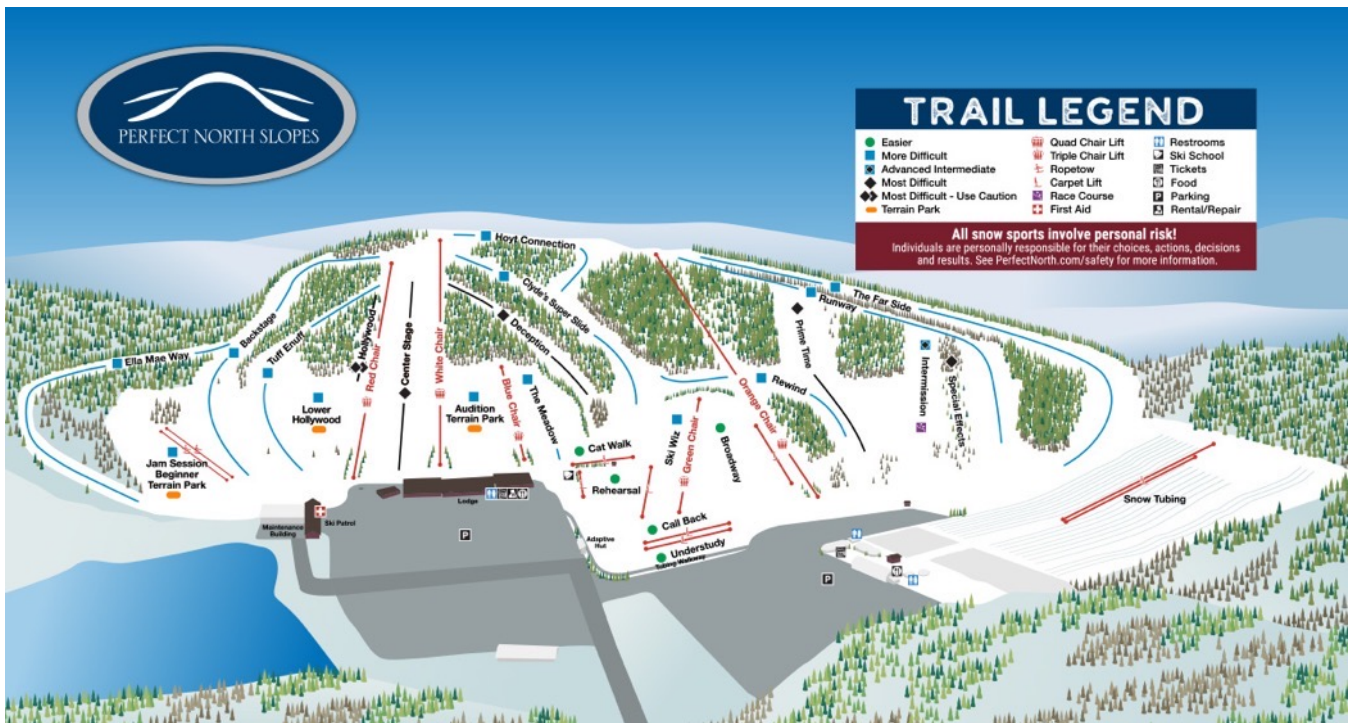 PERFECT NORTH SLOPES
TRAIL LEGEND
Easier
More Difficult
Advanced Intermediate
Most Difficult
Most Difficult - Use Caution
Terrain Park
Quad Chair Lift
Triple Chair Lift
Ropetow
Carpet Lift
Race Course
First Aid
Restrooms
Ski School
Tickets
Food
P Parking
Rental/Repair
All snow sports involve personal risk!
Individuals are personally responsible for their choices, actions, decisions
and results. See PerfectNorth.com/safety for more information.
Hoyt Connection
Clyde's Super Slide
Deception
The Far Side
Runway
Prime Time
Backstage
Ella Mae Way
Tuff Enuff
Hollywood
Red Chair
Center Stage
White Chair
Blue Chair
The Meadow
Orange Chair
Rewind
Intermission
Special Effects
Lower
Hollywood
Audition
Terrain Park
Ski Wiz
Green Chair
Broadway
Cat Walk
Rehearsal
Jam Session
Beginner
Terrain Park
Snow Tubing
Lodge
Ski Patrol
Maintenance
Building
P
Adaptive
Hut
Call Back
Understudy
Tubing Walkway
P